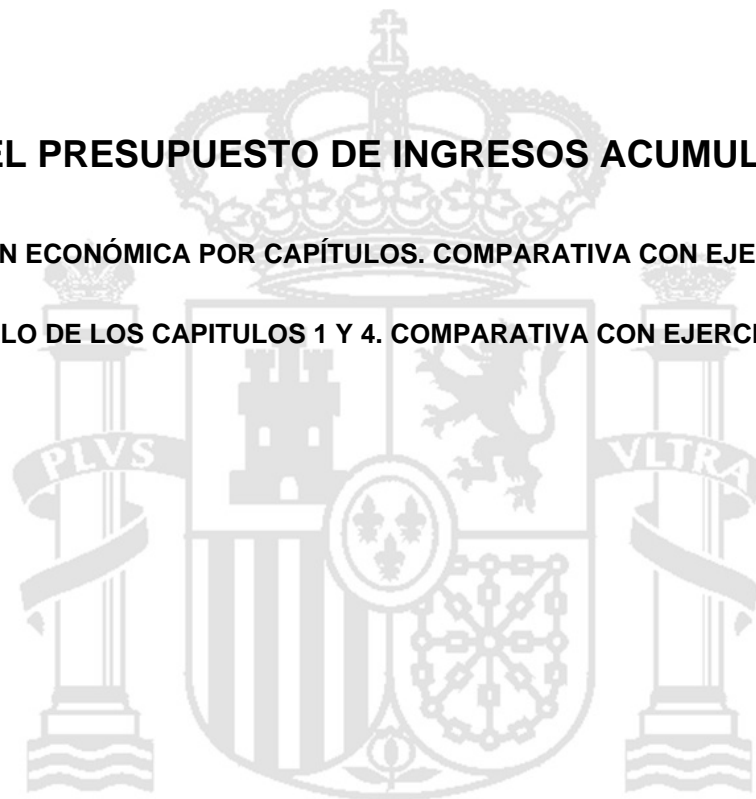 EL PRESUPUESTO DE INGRESOS ACUMUL
N ECONÓMICA POR CAPÍTULOS. COMPARATIVA CON EJE
LO DE LOS CAPITULOS 1 Y 4. COMPARATIVA CON EJERCI
PLVS VLTRA